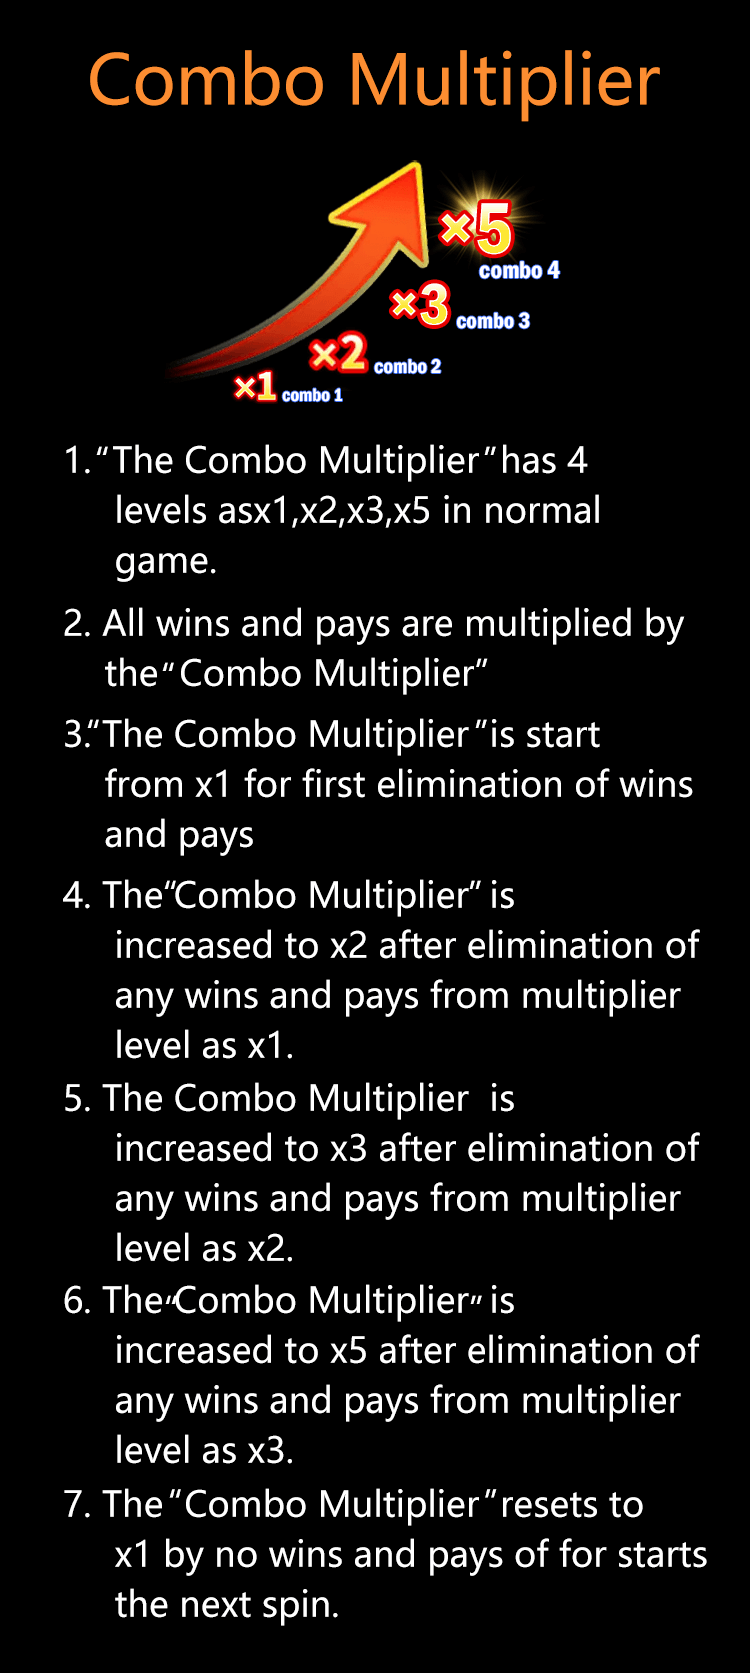 Combo Multiplier
×5
combo 4
×3 combo 3
×2 combo 2
×1 combo 1
1.“The Combo Multiplier”has 4
levels asx1,x2,x3,x5 in normal
game.
2. All wins and pays are multiplied by
the“Combo Multiplier”
3.“The Combo Multiplier”is start
from x1 for first elimination of wins
and pays
4. The“Combo Multiplier” is
increased to x2 after elimination of
any wins and pays from multiplier
level as x1.
5. The Combo Multiplier is
increased to x3 after elimination of
any wins and pays from multiplier
level as x2.
6. The“Combo Multiplier” is
increased to x5 after elimination of
any wins and pays from multiplier
level as x3.
7. The“Combo Multiplier”resets to
x1 by no wins and pays of for starts
the next spin.